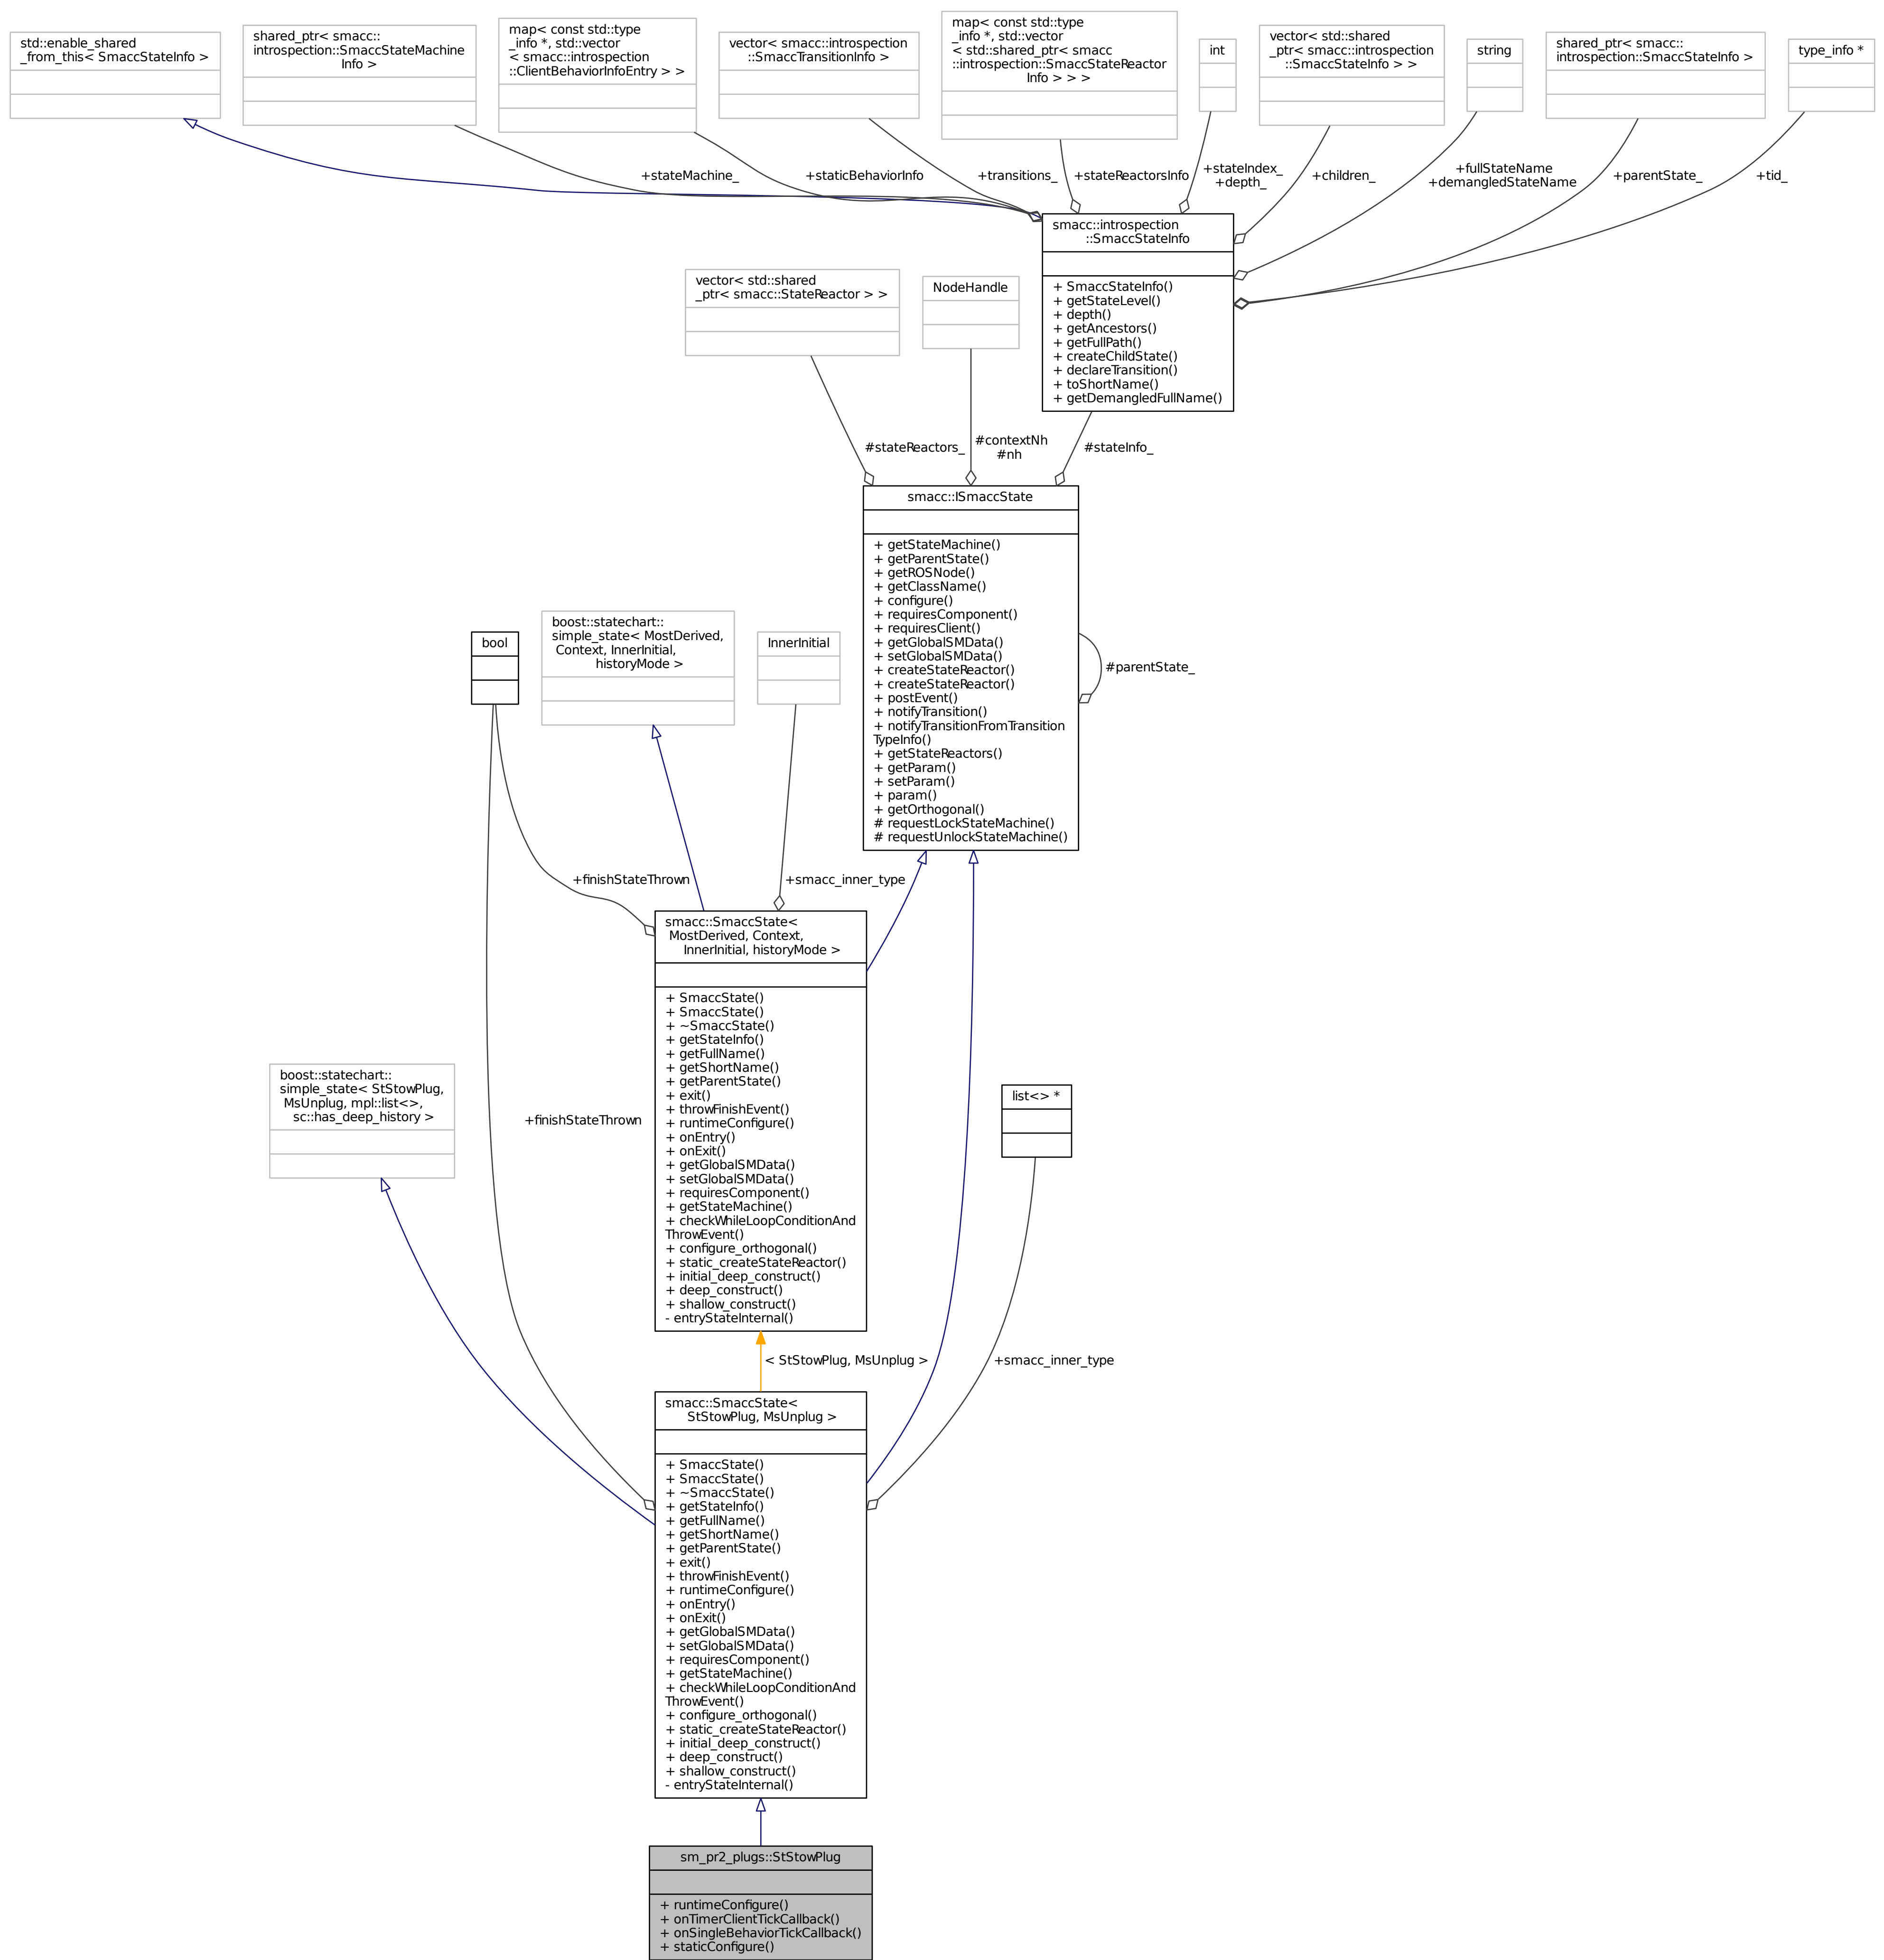 std::enable_shared
_from_this< SmaccStateInfo >
shared_ptr< smacc::
introspection::SmaccStateMachine
Info >
map< const std::type
_info *, std::vector
< smacc::introspection
::ClientBehaviorInfoEntry > >
vector< smacc::introspection
::SmaccTransitionInfo >
map< const std::type
_info *, std::vector
< std::shared_ptr< smacc
::introspection::SmaccStateReactor
Info > > >
int
vector< std::shared
_ptr< smacc::introspection
::SmaccStateInfo > >
string
shared_ptr< smacc::
introspection::SmaccStateInfo >
type_info *
+stateMachine_
+staticBehaviorInfo
+transitions_
+stateReactorsInfo
+stateIndex_
+depth_
+children_
+fullStateName
+demangledStateName
+parentState_
+tid_
smacc::introspection
::SmaccStateInfo
+ SmaccStateInfo()
+ getStateLevel()
+ depth()
+ getAncestors()
+ getFullPath()
+ createChildState()
+ declareTransition()
+ toShortName()
+ getDemangledFullName()
vector< std::shared
_ptr< smacc::StateReactor > >
NodeHandle
#stateReactors_
#contextNh
#nh
#stateInfo_
smacc::ISmaccState
+ getStateMachine()
+ getParentState()
+ getROSNode()
+ getClassName()
+ configure()
+ requiresComponent()
+ requiresClient()
+ getGlobalSMData()
+ setGlobalSMData()
+ createStateReactor()
+ createStateReactor()
+ postEvent()
+ notifyTransition()
+ notifyTransitionFromTransition
TypeInfo()
+ getStateReactors()
+ getParam()
+ setParam()
+ param()
+ getOrthogonal()
# requestLockStateMachine()
# requestUnlockStateMachine()
#parentState_
bool
boost::statechart::
simple_state< MostDerived,
Context, InnerInitial,
historyMode >
InnerInitial
+finishStateThrown
+smacc_inner_type
smacc::SmaccState<
MostDerived, Context,
InnerInitial, historyMode >
+ SmaccState()
+ SmaccState()
+ ~SmaccState()
+ getStateInfo()
+ getFullName()
+ getShortName()
+ getParentState()
+ exit()
+ throwFinishEvent()
+ runtimeConfigure()
+ onEntry()
+ onExit()
+ getGlobalSMData()
+ setGlobalSMData()
+ requiresComponent()
+ getStateMachine()
+ checkWhileLoopConditionAnd
ThrowEvent()
+ configure_orthogonal()
+ static_createStateReactor()
+ initial_deep_construct()
+ deep_construct()
+ shallow_construct()
- entryStateInternal()
boost::statechart::
simple_state< StStowPlug,
MsUnplug, mpl::list<>,
sc::has_deep_history >
+finishStateThrown
list<> *
< StStowPlug, MsUnplug >
+smacc_inner_type
smacc::SmaccState<
StStowPlug, MsUnplug >
+ SmaccState()
+ SmaccState()
+ ~SmaccState()
+ getStateInfo()
+ getFullName()
+ getShortName()
+ getParentState()
+ exit()
+ throwFinishEvent()
+ runtimeConfigure()
+ onEntry()
+ onExit()
+ getGlobalSMData()
+ setGlobalSMData()
+ requiresComponent()
+ getStateMachine()
+ checkWhileLoopConditionAnd
ThrowEvent()
+ configure_orthogonal()
+ static_createStateReactor()
+ initial_deep_construct()
+ deep_construct()
+ shallow_construct()
- entryStateInternal()
sm_pr2_plugs::StStowPlug
+ runtimeConfigure()
+ onTimerClientTickCallback()
+ onSingleBehaviorTickCallback()
+ staticConfigure()